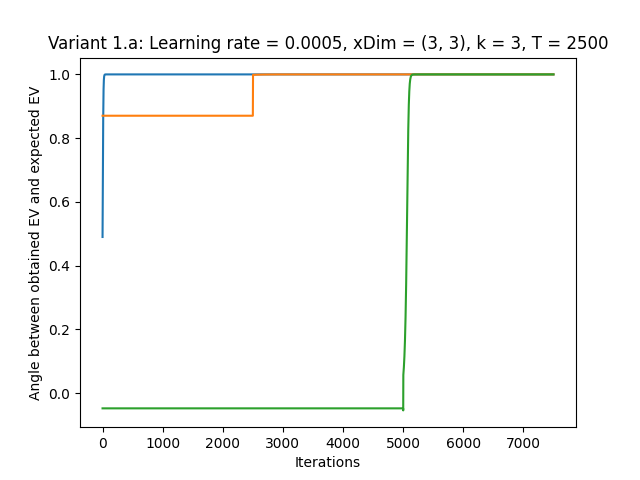 Variant 1.a: Learning rate = 0.0005, xDim = (3, 3), k = 3, T = 2500
Angle between obtained EV and expected EV
1.0
0.8
0.6
0.4
0.2
0.0
0 1000 2000 3000 4000 5000 6000 7000
Iterations